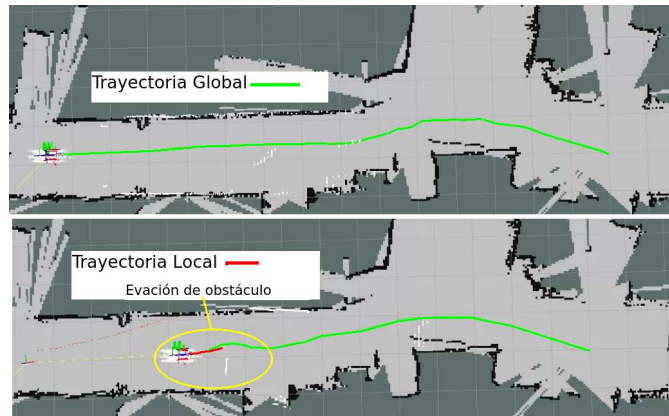 Trayectoria Global
Trayectoria Local
Evación de obstáculo